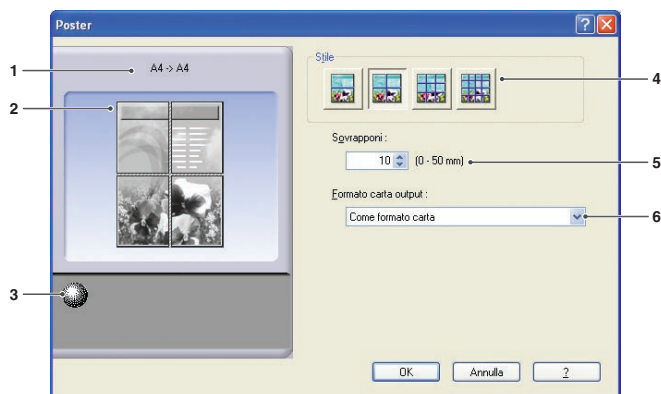 Poster
1
A4 -> A4
2
3
Stile
4
Sovrapponi :
10 (0 - 50 mm)
5
Formato carta output :
Come formato carta
6
OK Annulla ?